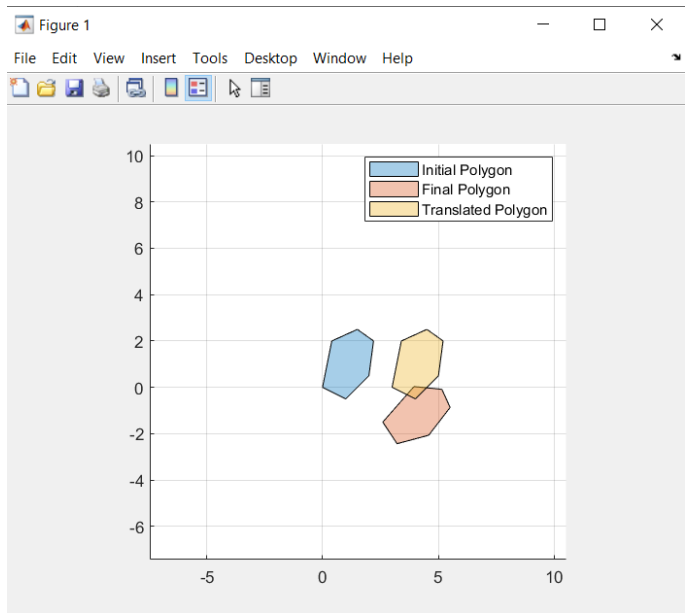 Figure 1
File Edit View Insert Tools Desktop Window Help
Initial Polygon
Final Polygon
Translated Polygon
10
8
6
4
2
0
-2
-4
-6
-5 0 5 10